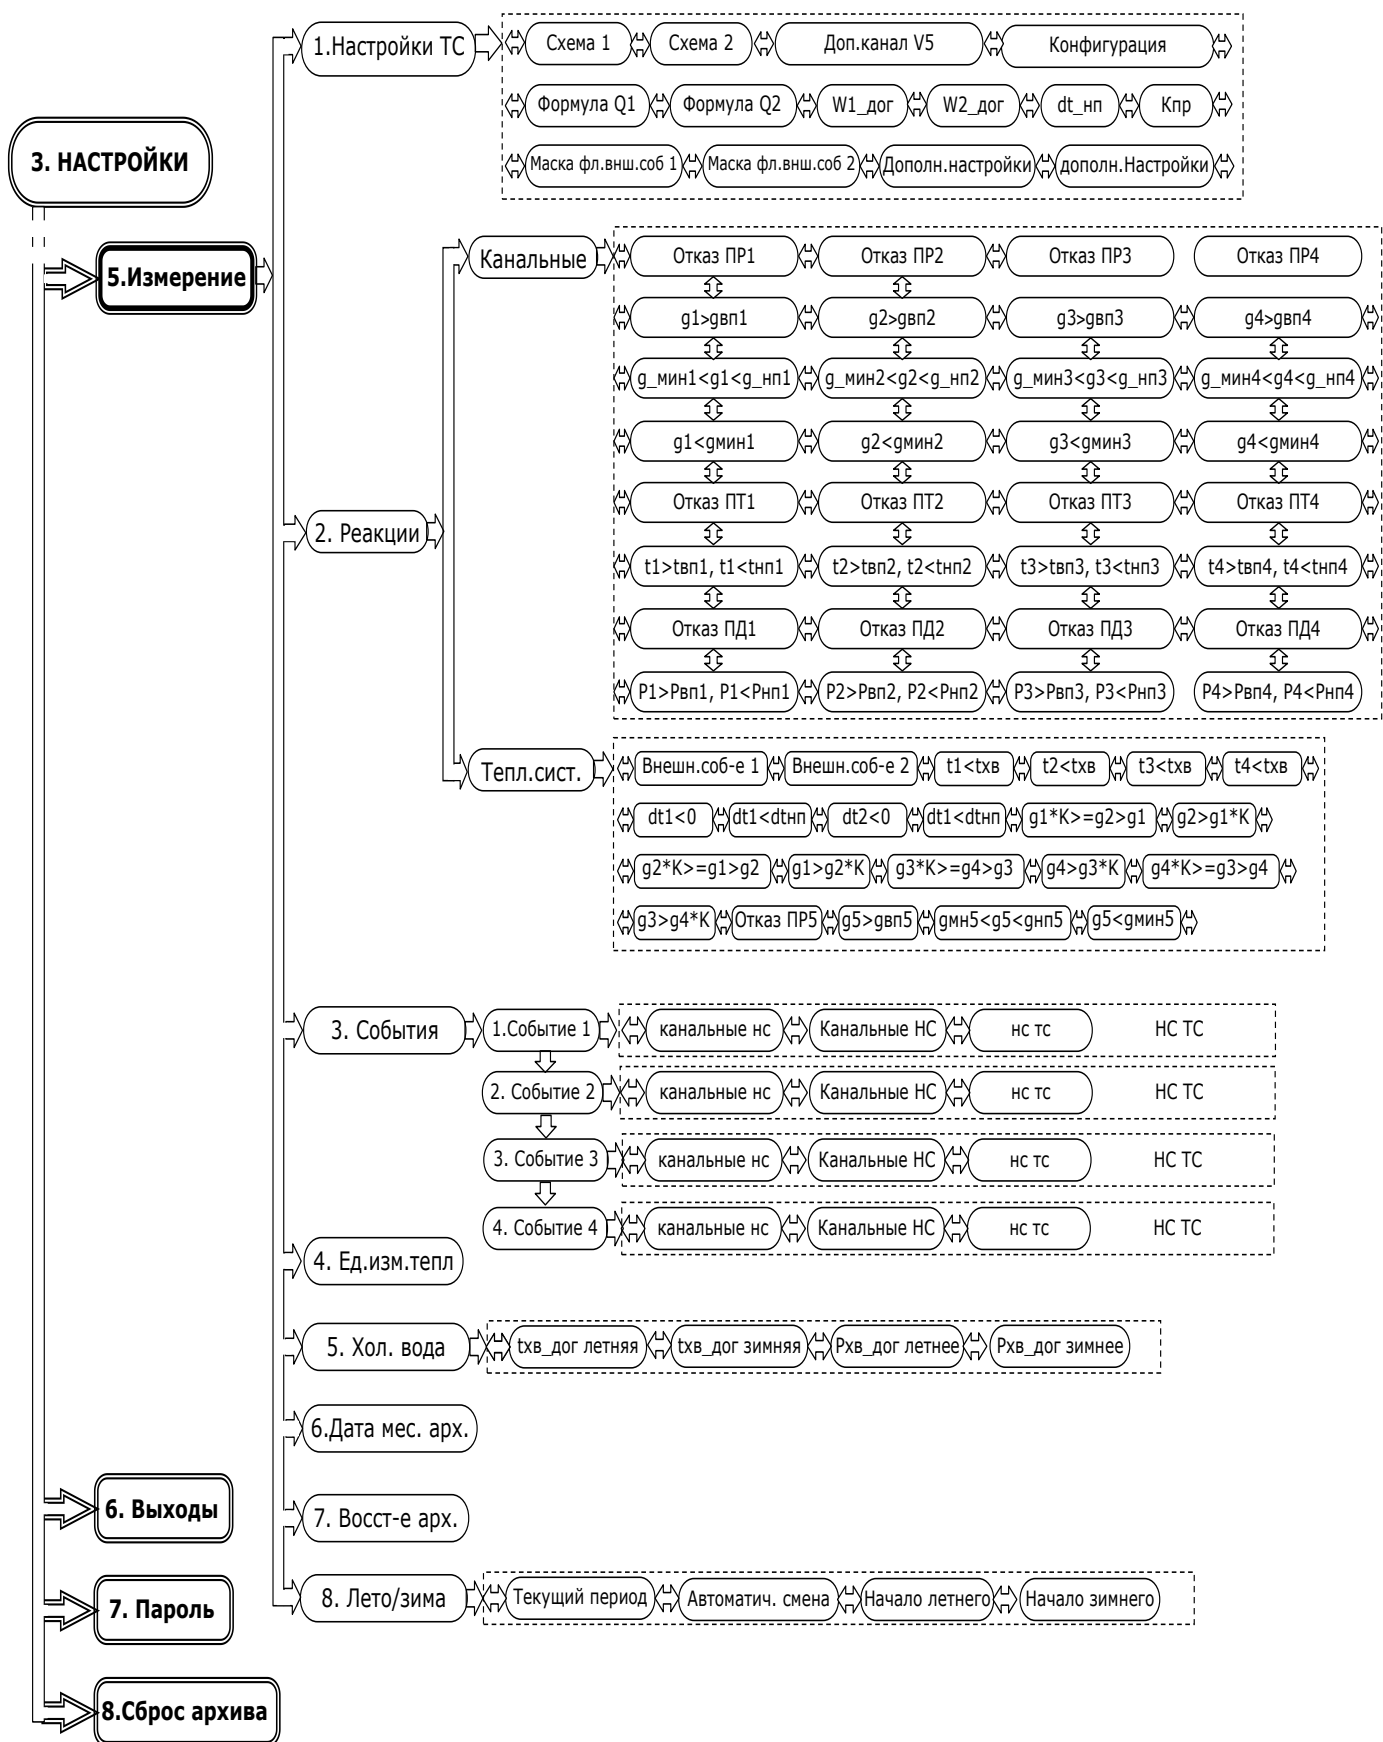 1.Настройки ТС
Схема 1 Схема 2 Доп.канал V5 Конфигурация
Формула Q1 Формула Q2 W1_дог W2_дог dt_нп Кпр
Маска фл.внш.соб 1 Маска фл.внш.соб 2 Дополн.настройки дополн.Настройки
3. НАСТРОЙКИ
5.Измерение
2. Реакции
Канальные
Отказ ПР1 Отказ ПР2 Отказ ПР3 Отказ ПР4
g1>gвп1 g2>gвп2 g3>gвп3 g4>gвп4
g_мин1<g1<g_нп1 g_мин2<g2<g_нп2 g_мин3<g3<g_нп3 g_мин4<g4<g_нп4
g1<gмин1 g2<gмин2 g3<gмин3 g4<gмин4
Отказ ПТ1 Отказ ПТ2 Отказ ПТ3 Отказ ПТ4
t1>tвп1, t1<tнп1 t2>tвп2, t2<tнп2 t3>tвп3, t3<tнп3 t4>tвп4, t4<tнп4
Отказ ПД1 Отказ ПД2 Отказ ПД3 Отказ ПД4
P1>Pвп1, P1<Pнп1 P2>Pвп2, P2<Pнп2 P3>Pвп3, P3<Pнп3 P4>Pвп4, P4<Pнп4
Тепл.сист.
Внешн.соб-е 1 Внешн.соб-е 2 t1<tхв t2<tхв t3<tхв t4<tхв
dt1<0 dt1<dtнп dt2<0 dt1<dtнп g1*K>=g2>g1 g2>g1*K
g2*K>=g1>g2 g1>g2*K g3*K>=g4>g3 g4>g3*K g4*K>=g3>g4
g3>g4*K Отказ ПР5 g5>gвп5 gмн5<g5<gнп5 g5<gмин5
3. События
1.Событие 1 канальные нс Канальные НС нс тс НС ТС
2. Событие 2 канальные нс Канальные НС нс тс НС ТС
3. Событие 3 канальные нс Канальные НС нс тс НС ТС
4. Событие 4 канальные нс Канальные НС нс тс НС ТС
4. Ед.изм.тепл
5. Хол. вода
tхв_дог летняя tхв_дог зимняя Рхв_дог летнее Рхв_дог зимнее
6.Дата мес. арх.
7. Восст-е арх.
8. Лето/зима
Текущий период Автоматич. смена Начало летнего Начало зимнего
6. Выходы
7. Пароль
8.Сброс архива